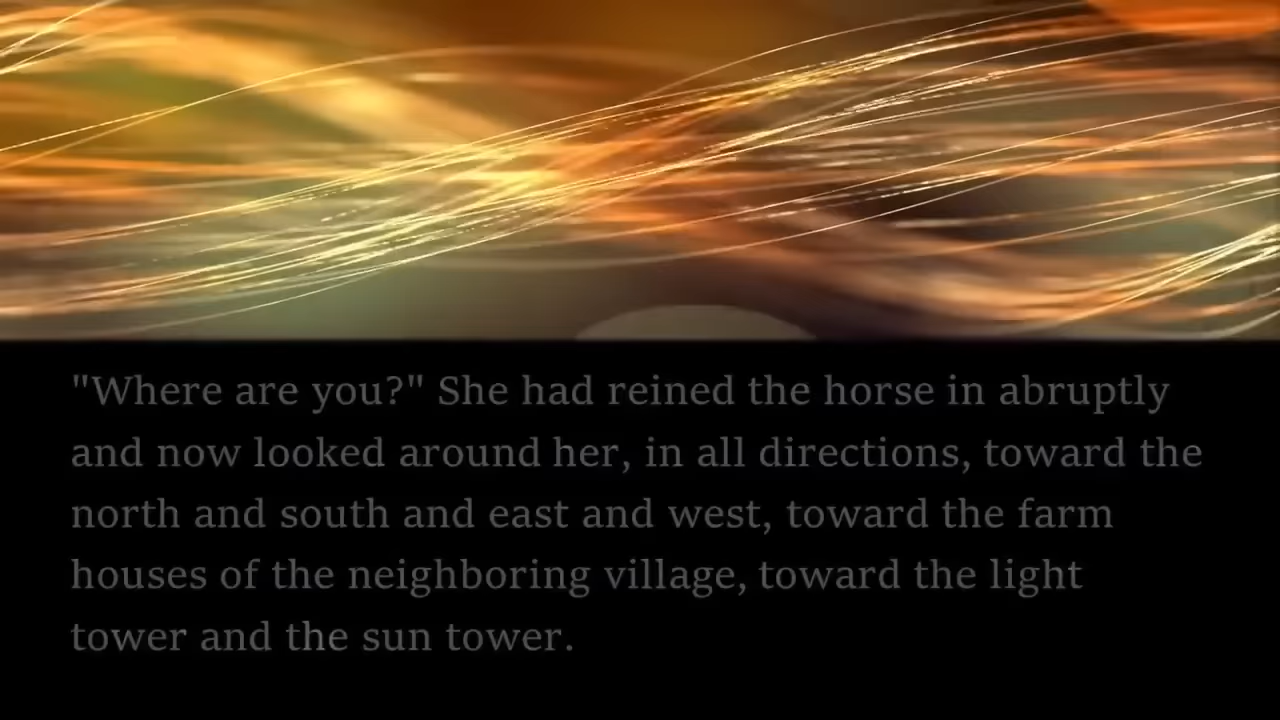 "Where are you?" She had reined the horse in abruptly
and now looked around her, in all directions, toward the
north and south and east and west, toward the farm
houses of the neighboring village, toward the light
tower and the sun tower.